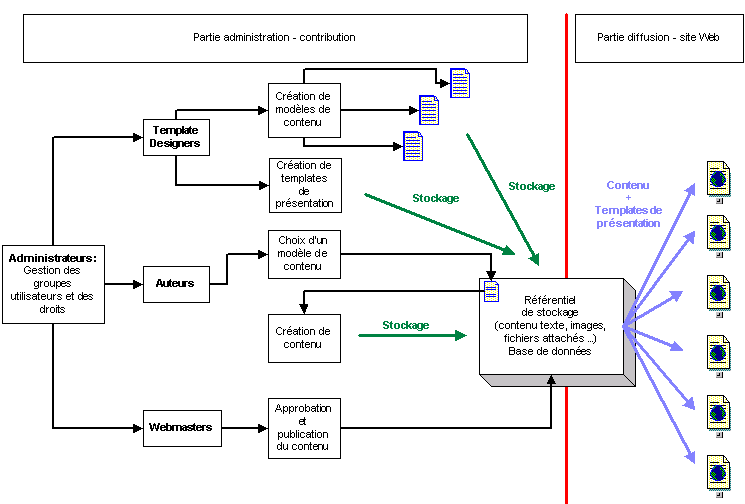 Partie administration - contribution
Partie diffusion - site Web
Création de
modèles de
contenu
Template
Designers
Création de
templates
de
présentation
Stockage
Stockage
Contenu
+
Templates de
présentation
Administrateurs:
Gestion des
groupes
utilisateurs et des
droits
Auteurs
Choix d'un
modèle de
contenu
Création de
contenu
Stockage
Référentiel
de stockage
(contenu texte, images,
fichiers attachés ...)
Base de données
Webmasters
Approbation
et
publication
du contenu